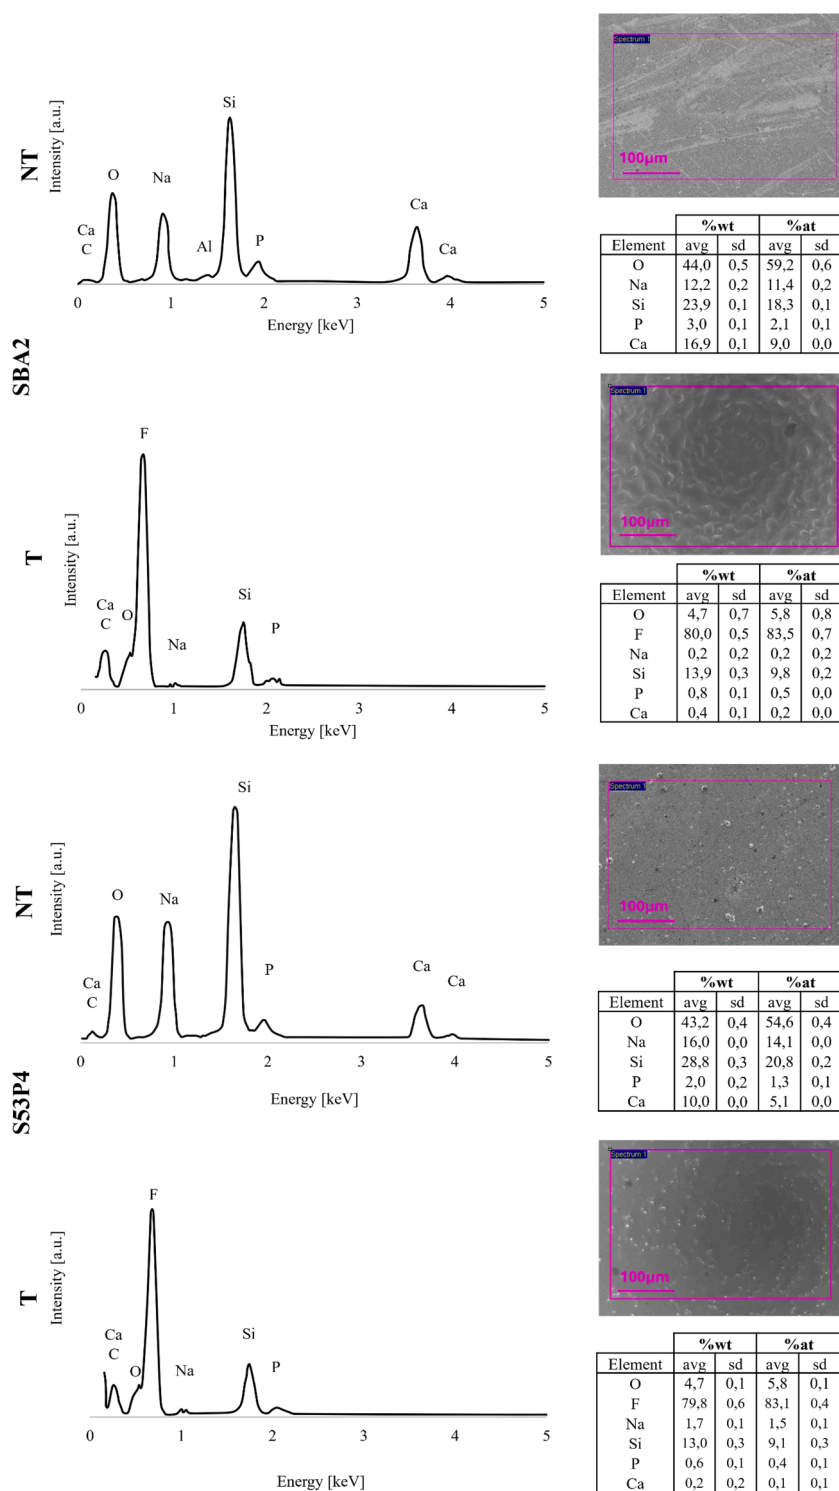 SBA2
NT
Intensity [a.u.]
Ca
C
O
Na
Al
Si
P
Ca
Ca
0 1 2 3 4 5
Energy [keV]
Spectrum 1
100µm
%wt %at
Element avg sd avg sd
O 44,0 0,5 59,2 0,6
Na 12,2 0,2 11,4 0,2
Si 23,9 0,1 18,3 0,1
P 3,0 0,1 2,1 0,1
Ca 16,9 0,1 9,0 0,0
T
Intensity [a.u.]
Ca
C
O
F
Na
Si
P
0 1 2 3 4 5
Energy [keV]
Spectrum 1
100µm
%wt %at
Element avg sd avg sd
O 4,7 0,7 5,8 0,8
F 80,0 0,5 83,5 0,7
Na 0,2 0,2 0,2 0,2
Si 13,9 0,3 9,8 0,2
P 0,8 0,1 0,5 0,0
Ca 0,4 0,1 0,2 0,0
S53P4
NT
Intensity [a.u.]
Ca
C
O
Na
Si
P
Ca
Ca
0 1 2 3 4 5
Energy [keV]
Spectrum 1
100µm
%wt %at
Element avg sd avg sd
O 43,2 0,4 54,6 0,4
Na 16,0 0,0 14,1 0,0
Si 28,8 0,3 20,8 0,2
P 2,0 0,2 1,3 0,1
Ca 10,0 0,0 5,1 0,0
T
Intensity [a.u.]
Ca
C
O
F
Na
Si
P
0 1 2 3 4 5
Energy [keV]
Spectrum 1
100µm
%wt %at
Element avg sd avg sd
O 4,7 0,1 5,8 0,1
F 79,8 0,6 83,1 0,4
Na 1,7 0,1 1,5 0,1
Si 13,0 0,3 9,1 0,3
P 0,6 0,1 0,4 0,1
Ca 0,2 0,2 0,1 0,1